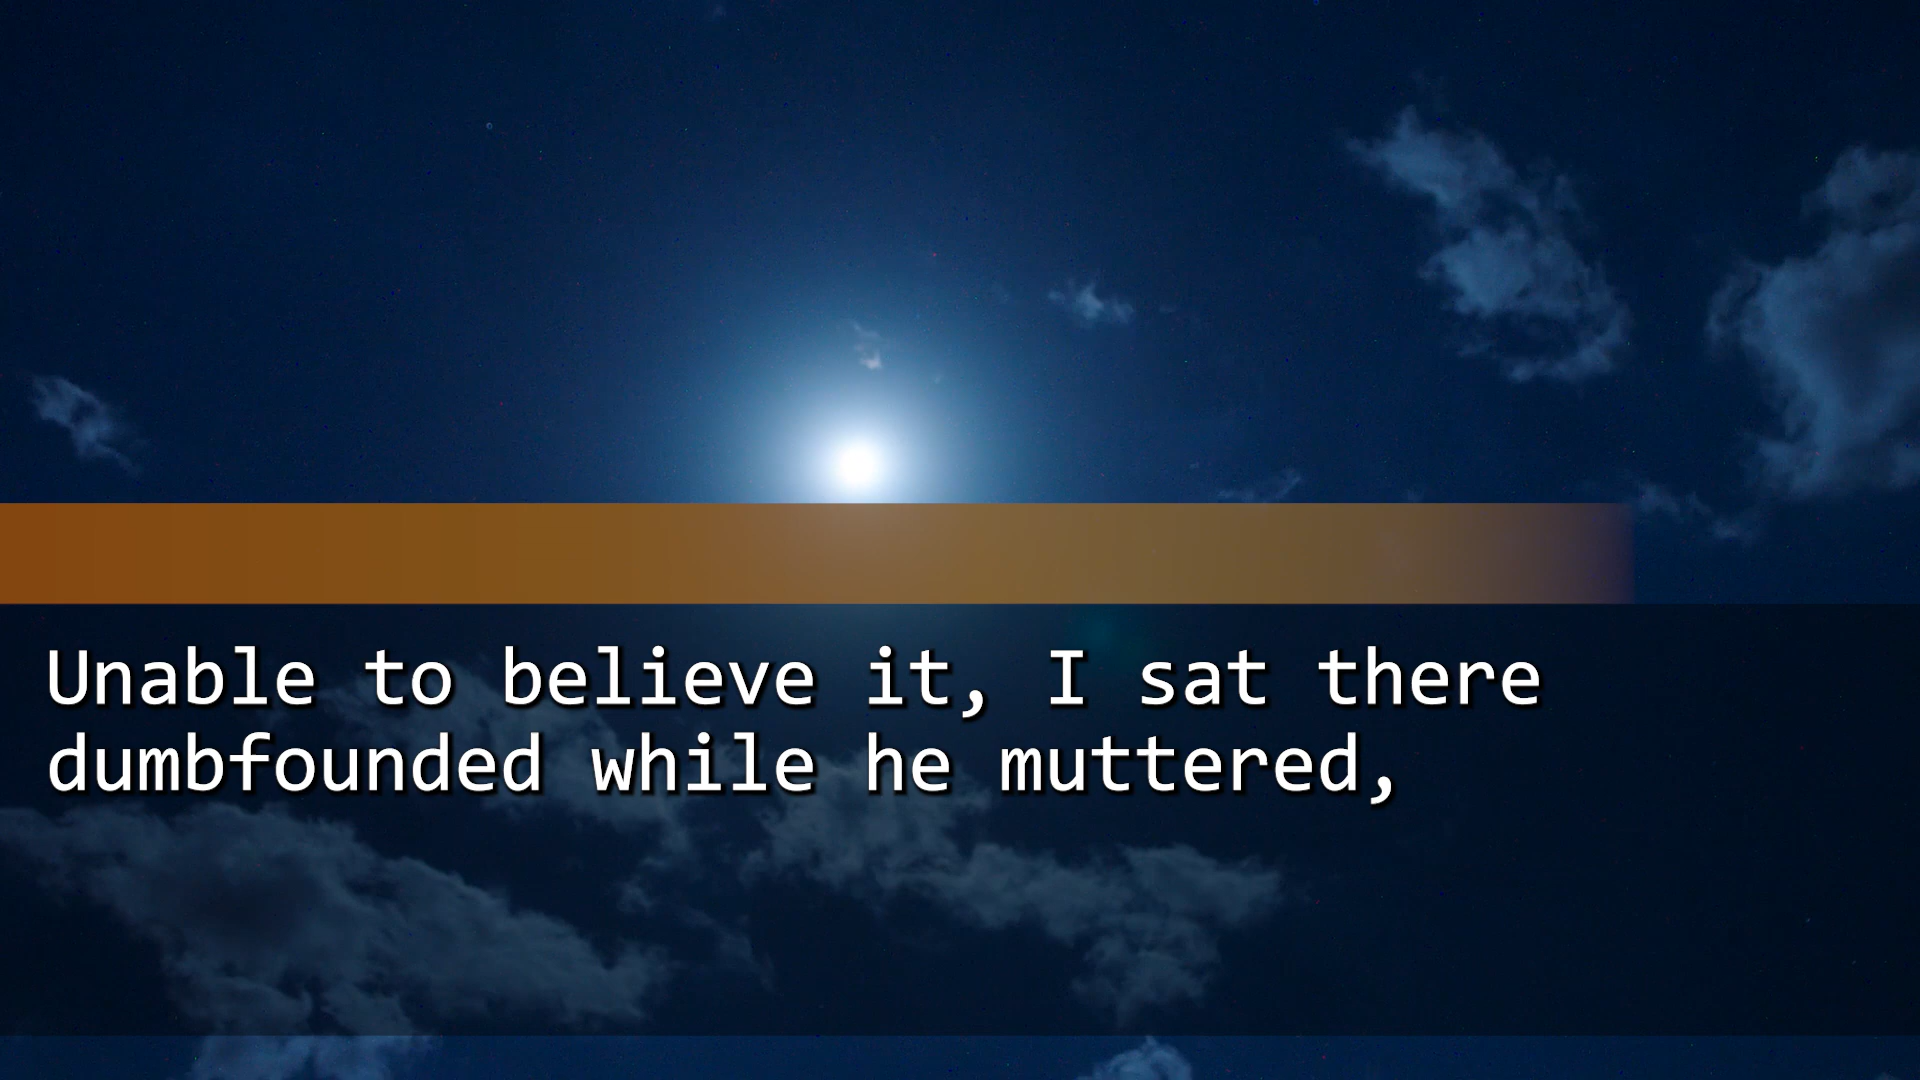 Unable to believe it, I sat there
dumbfounded while he muttered,